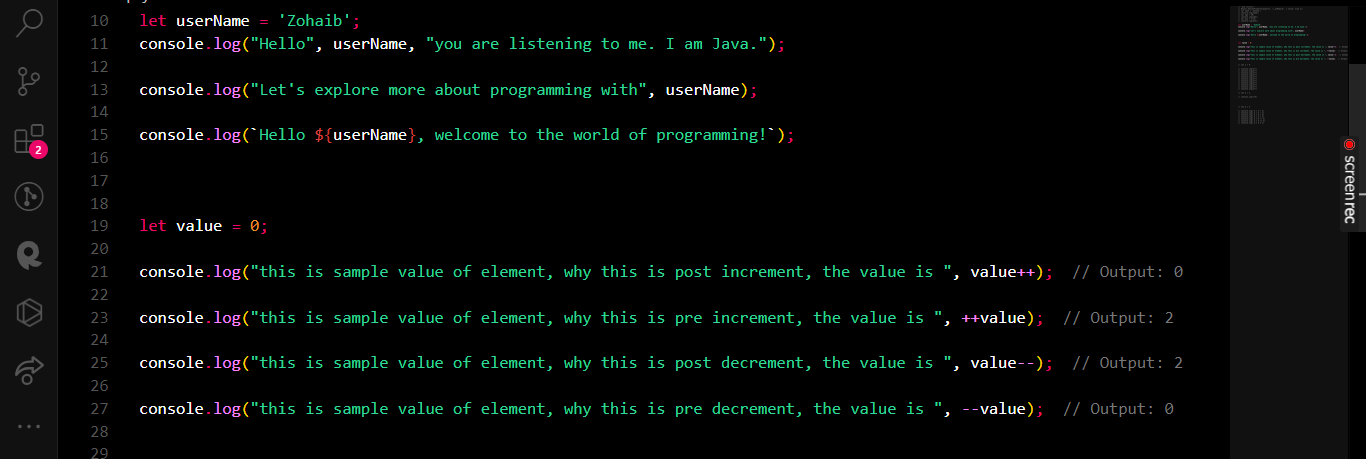 10 let userName = 'Zohaib';
11 console.log("Hello", userName, "you are listening to me. I am Java.");
12
13 console.log("Let's explore more about programming with", userName);
14
15 console.log(`Hello ${userName}, welcome to the world of programming!`);
16
17
18
19 let value = 0;
20
21 console.log("this is sample value of element, why this is post increment, the value is ", value++);  // Output: 0
22
23 console.log("this is sample value of element, why this is pre increment, the value is ", ++value);  // Output: 2
24
25 console.log("this is sample value of element, why this is post decrement, the value is ", value--);  // Output: 2
26
27 console.log("this is sample value of element, why this is pre decrement, the value is ", --value);  // Output: 0
28
29
2
screenrec